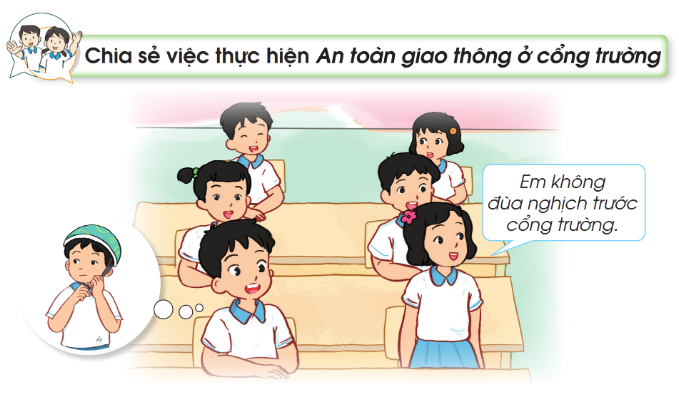 Chia sẻ việc thực hiện An toàn giao thông ở cổng trường
Em không
đùa nghịch trước
cổng trường.